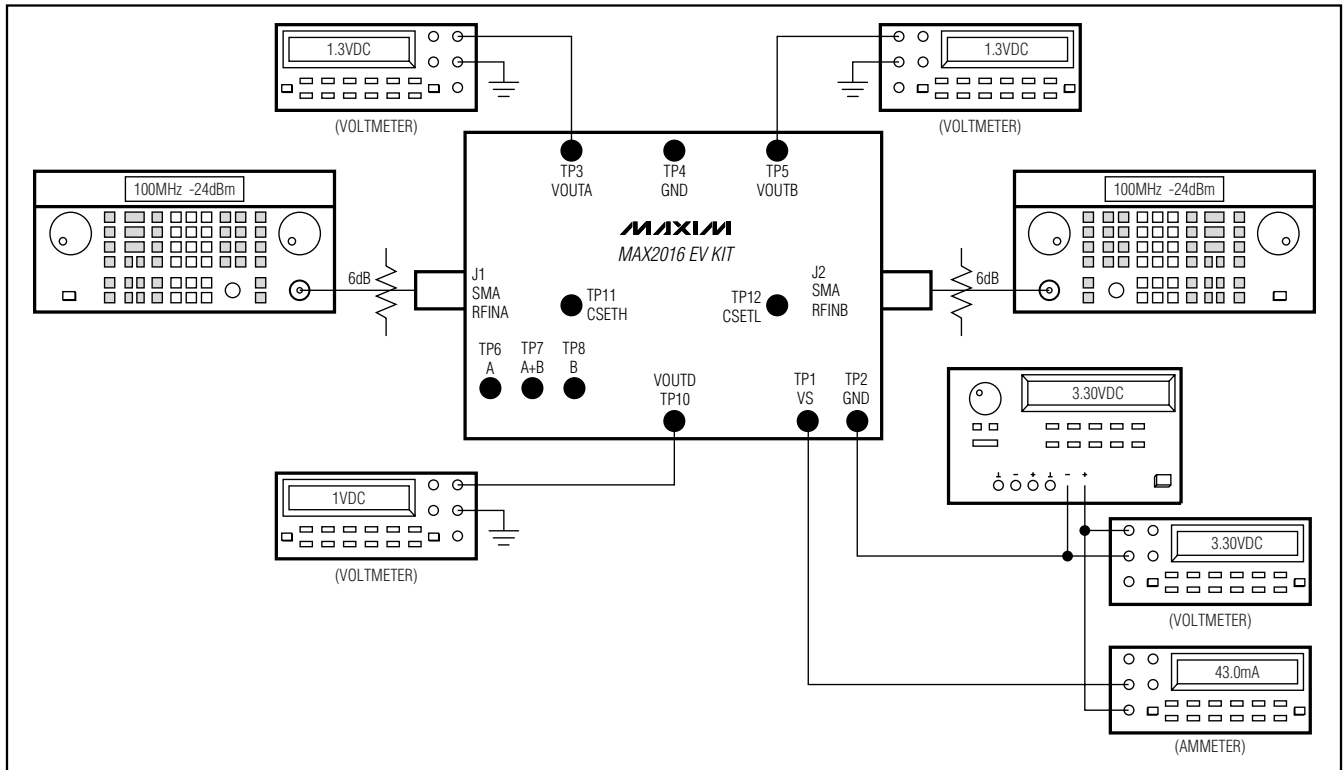 1.3VDC
(VOLTMETER)
1.3VDC
(VOLTMETER)
100MHz -24dBm
100MHz -24dBm
TP3
VOUTA
TP4
GND
TP5
VOUTB
MAXIM
MAX2016 EV KIT
6dB
J1
SMA
RFINA
TP11
CSETH
TP12
CSETL
J2
SMA
RFINB
6dB
TP6
A
TP7
A+B
TP8
B
VOUTD
TP10
TP1
VS
TP2
GND
3.30VDC
- + - +
1VDC
(VOLTMETER)
3.30VDC
(VOLTMETER)
43.0mA
(AMMETER)